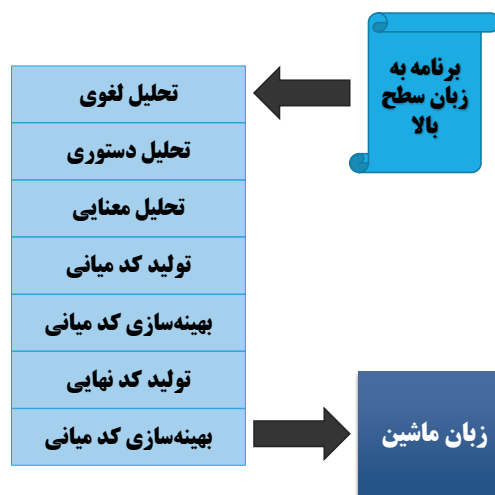 برنامه به
زبان سطح
بالا
تحلیل لغوی
تحلیل دستوری
تحلیل معنایی
تولید کد میانی
بهینه‌سازی کد میانی
تولید کد نهایی
بهینه‌سازی کد میانی
زبان ماشین